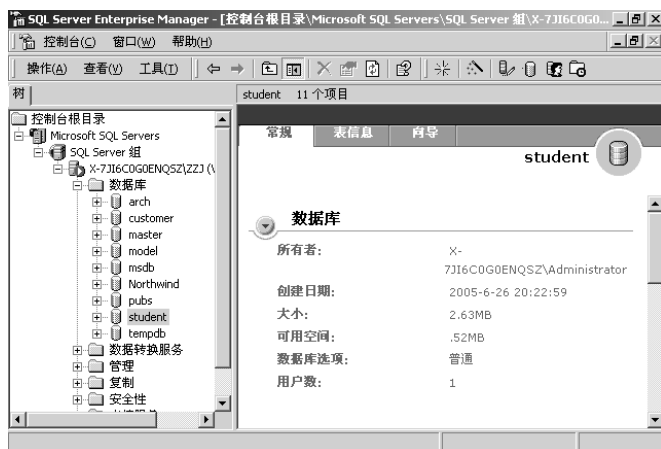 SQL Server Enterprise Manager - [控制台根目录\Microsoft SQL Servers\SQL Server 组\X-7JI6C0G0...
控制台(C) 窗口(W) 帮助(H)
操作(A) 查看(V) 工具(T)
树
student 11 个项目
控制台根目录
Microsoft SQL Servers
SQL Server 组
X-7JI6C0G0ENQSZ\ZZJ (\
数据库
arch
customer
master
model
msdb
Northwind
pubs
student
tempdb
数据转换服务
管理
复制
安全性
常规 表信息 向导
student
数据库
所有者: X-
7JI6C0G0ENQSZ\Administrator
创建日期: 2005-6-26 20:22:59
大小: 2.63MB
可用空间: .52MB
数据库选项: 普通
用户数: 1